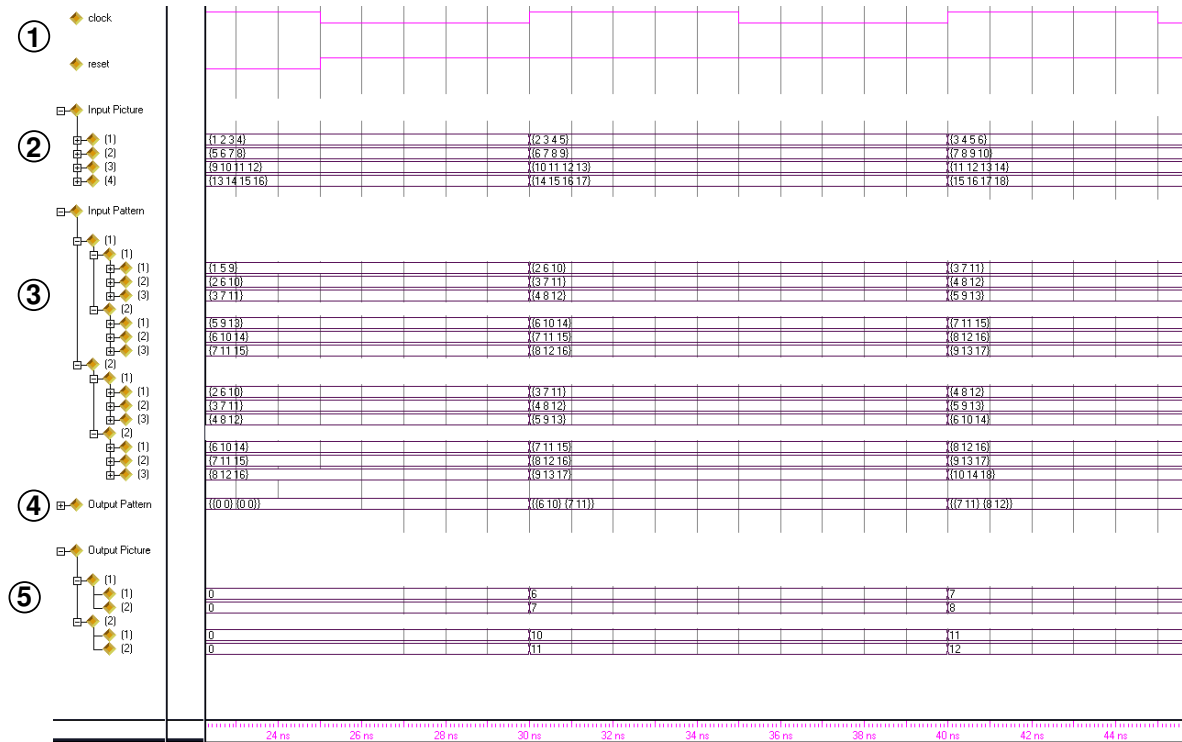 ① clock
reset
Input Picture
② (1) {1 2 3 4} {2 3 4 5} {3 4 5 6}
(2) {5 6 7 8} {6 7 8 9} {7 8 9 10}
(3) {9 10 11 12} {10 11 12 13} {11 12 13 14}
(4) {13 14 15 16} {14 15 16 17} {15 16 17 18}
Input Pattern
(1)
(1)
③ (1) {1 5 9} {2 6 10} {3 7 11}
(2) {2 6 10} {3 7 11} {4 8 12}
(3) {3 7 11} {4 8 12} {5 9 13}
(2)
(1) {5 9 13} {6 10 14} {7 11 15}
(2) {6 10 14} {7 11 15} {8 12 16}
(3) {7 11 15} {8 12 16} {9 13 17}
(2)
(1)
(1) {2 6 10} {3 7 11} {4 8 12}
(2) {3 7 11} {4 8 12} {5 9 13}
(3) {4 8 12} {5 9 13} {6 10 14}
(2)
(1) {6 10 14} {7 11 15} {8 12 16}
(2) {7 11 15} {8 12 16} {9 13 17}
(3) {8 12 16} {9 13 17} {10 14 18}
④ Output Pattern {{0 0} {0 0}} {{6 10} {7 11}} {{7 11} {8 12}}
Output Picture
(1)
⑤ (1) 0 6 7
(2) 0 7 8
(2)
(1) 0 10 11
(2) 0 11 12
24 ns 26 ns 28 ns 30 ns 32 ns 34 ns 36 ns 38 ns 40 ns 42 ns 44 ns